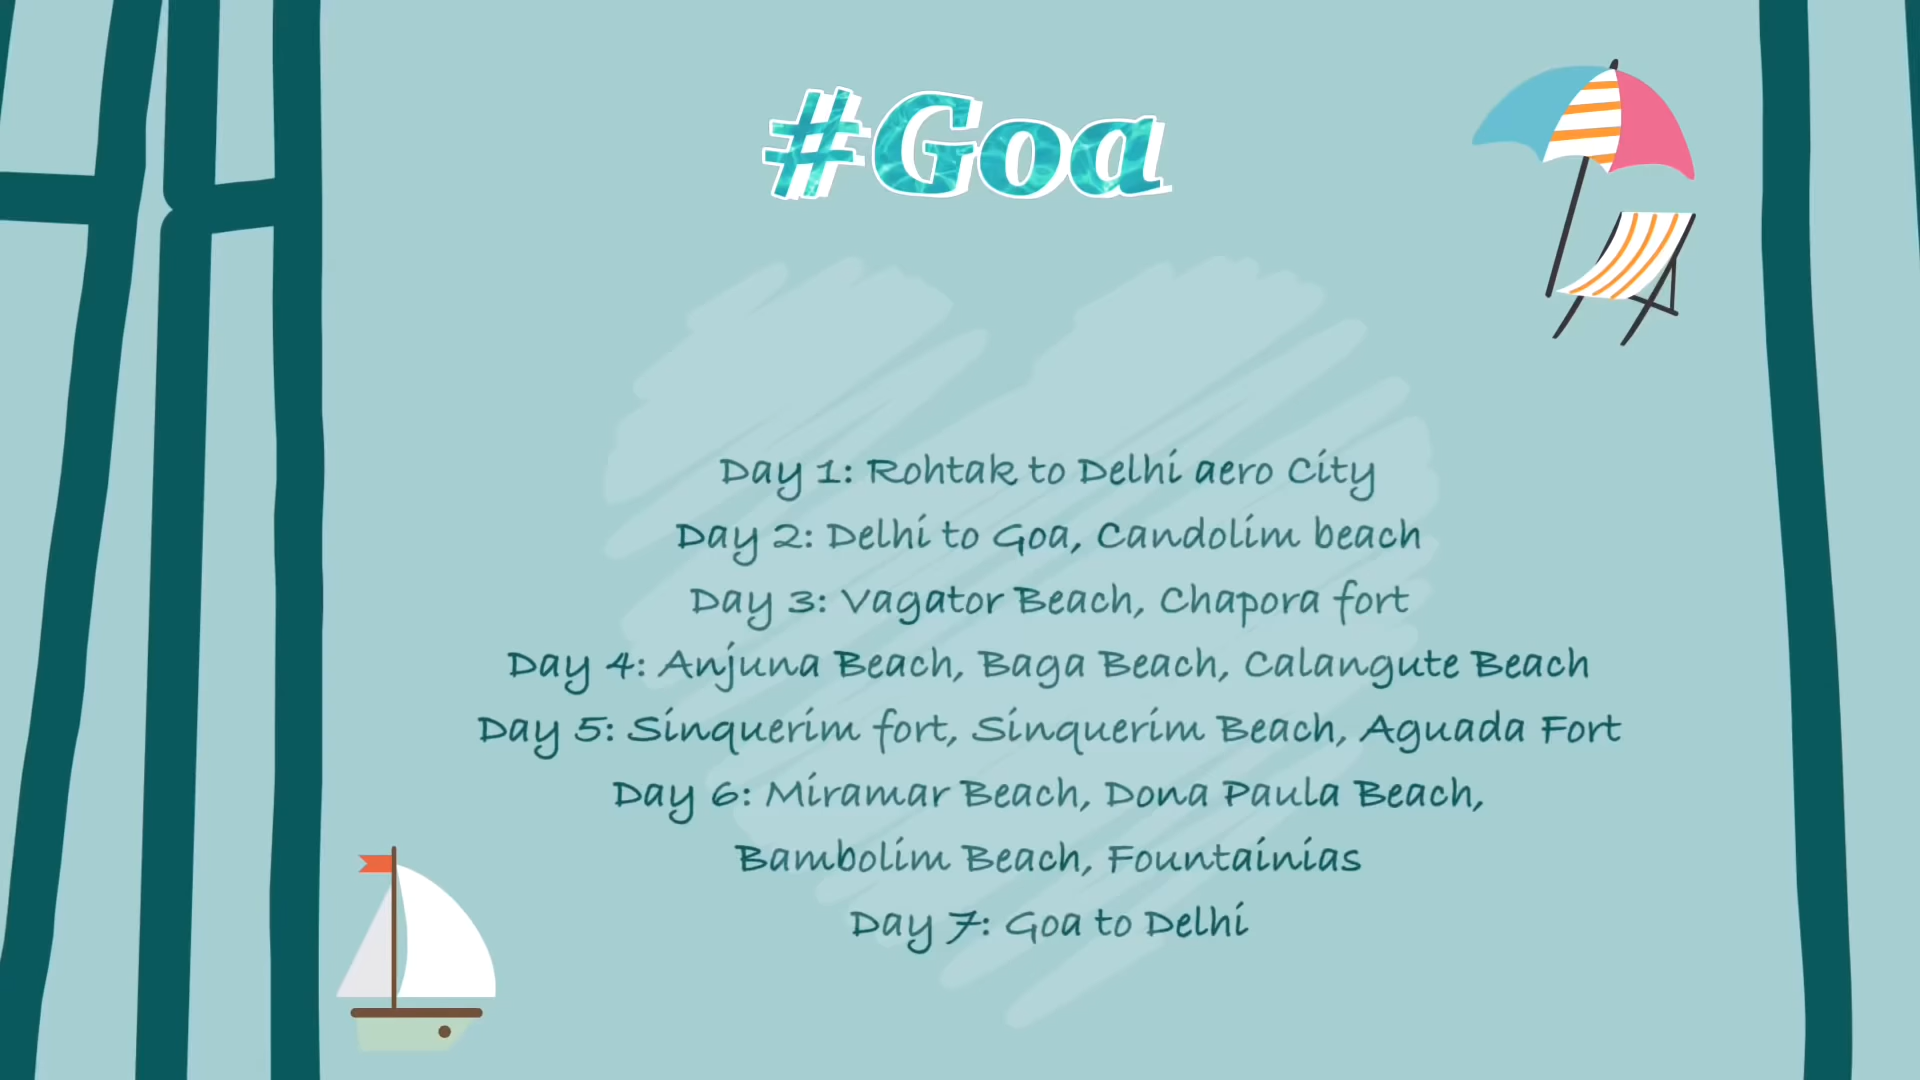 #Goa
Day 1: Rohtak to Delhi aero City
Day 2: Delhi to Goa, Candolim beach
Day 3: Vagator Beach, Chapora fort
Day 4: Anjuna Beach, Baga Beach, Calangute Beach
Day 5: Sinquerim fort, Sinquerim Beach, Aguada Fort
Day 6: Miramar Beach, Dona Paula Beach,
Bambolim Beach, Fountainias
Day 7: Goa to Delhi